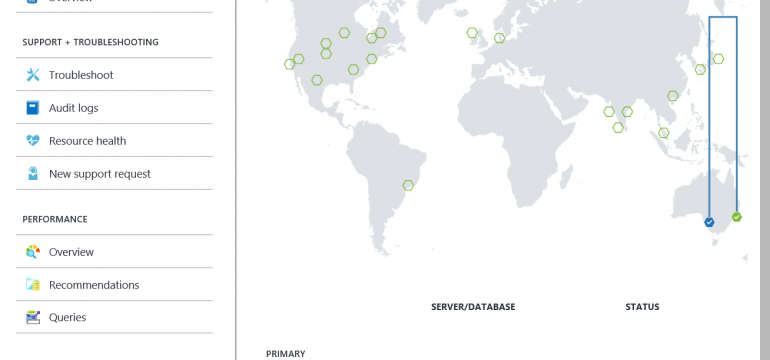 Overview
SUPPORT + TROUBLESHOOTING
Troubleshoot
Audit logs
Resource health
New support request
PERFORMANCE
Overview
Recommendations
Queries
SERVER/DATABASE STATUS
PRIMARY